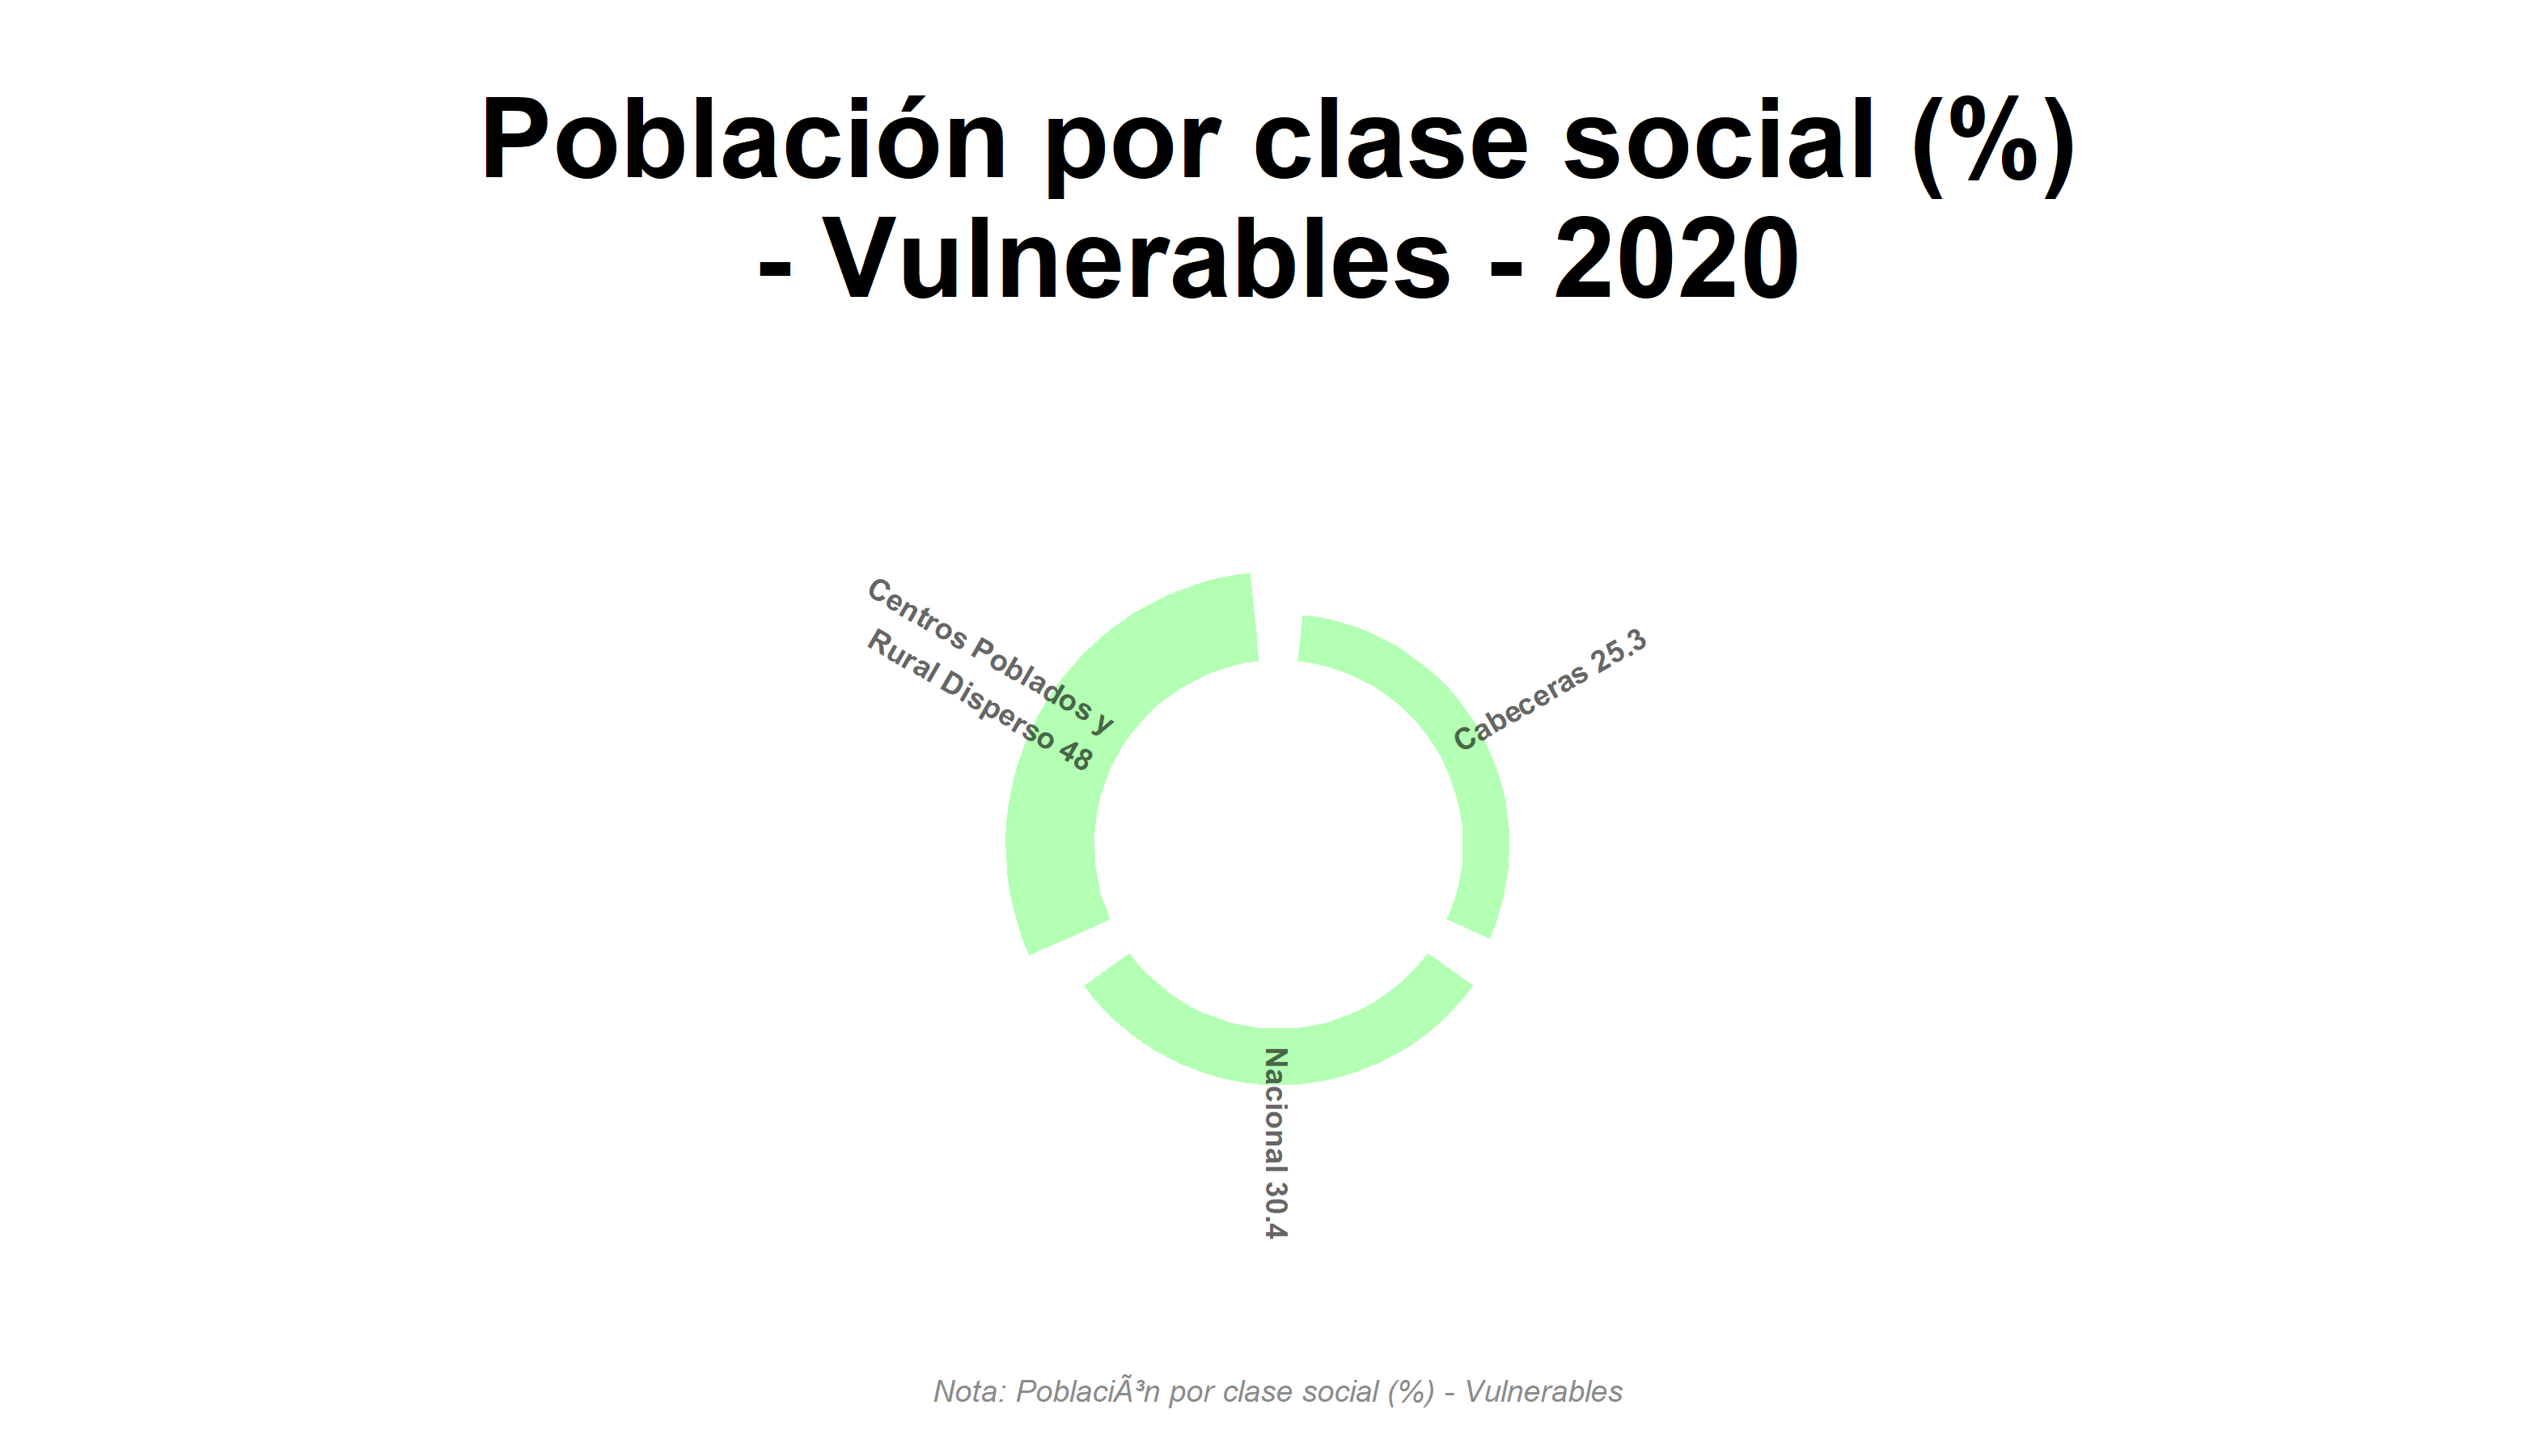 Población por clase social (%)
- Vulnerables - 2020
Centros Poblados y
Rural Disperso 48
Cabeceras 25.3
Nacional 30.4
Nota: PoblaciÃ³n por clase social (%) - Vulnerables